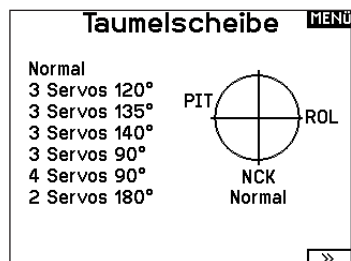 Taumelscheibe
MENÜ
Normal
3 Servos 120°
3 Servos 135°
3 Servos 140°
3 Servos 90°
4 Servos 90°
2 Servos 180°
PIT
ROL
NCK
Normal
»